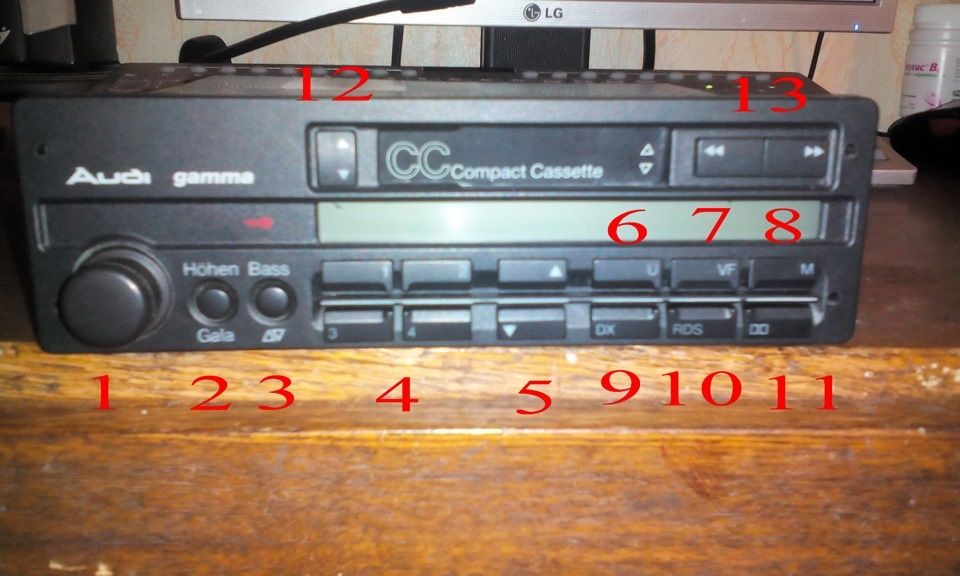 LG
12
13
CC Compact Cassette
Audi gamma
6 7 8
Höhen Bass
1 2 U VF M
Gala
3 4 DX RDS
1 2 3 4 5 9 10 11